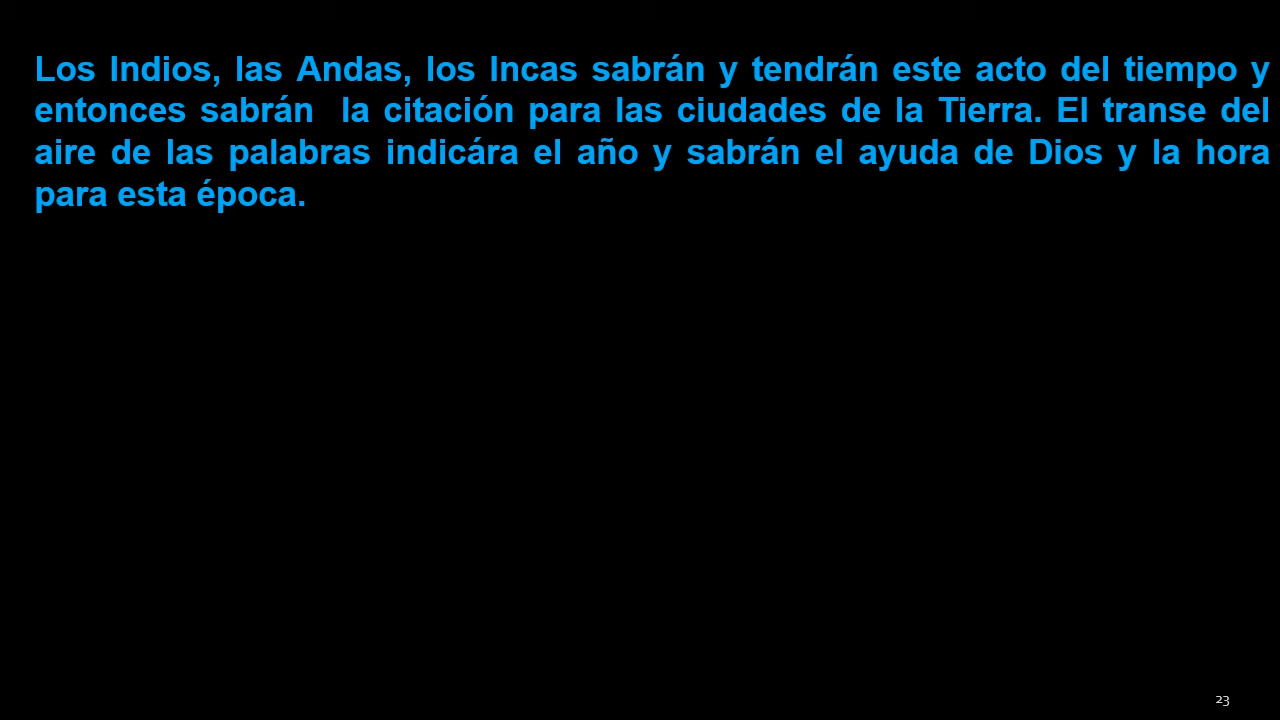 Los Indios, las Andas, los Incas sabrán y tendrán este acto del tiempo y
entonces sabrán  la citación para las ciudades de la Tierra. El transe del
aire de las palabras indicára el año y sabrán el ayuda de Dios y la hora
para esta época.
23